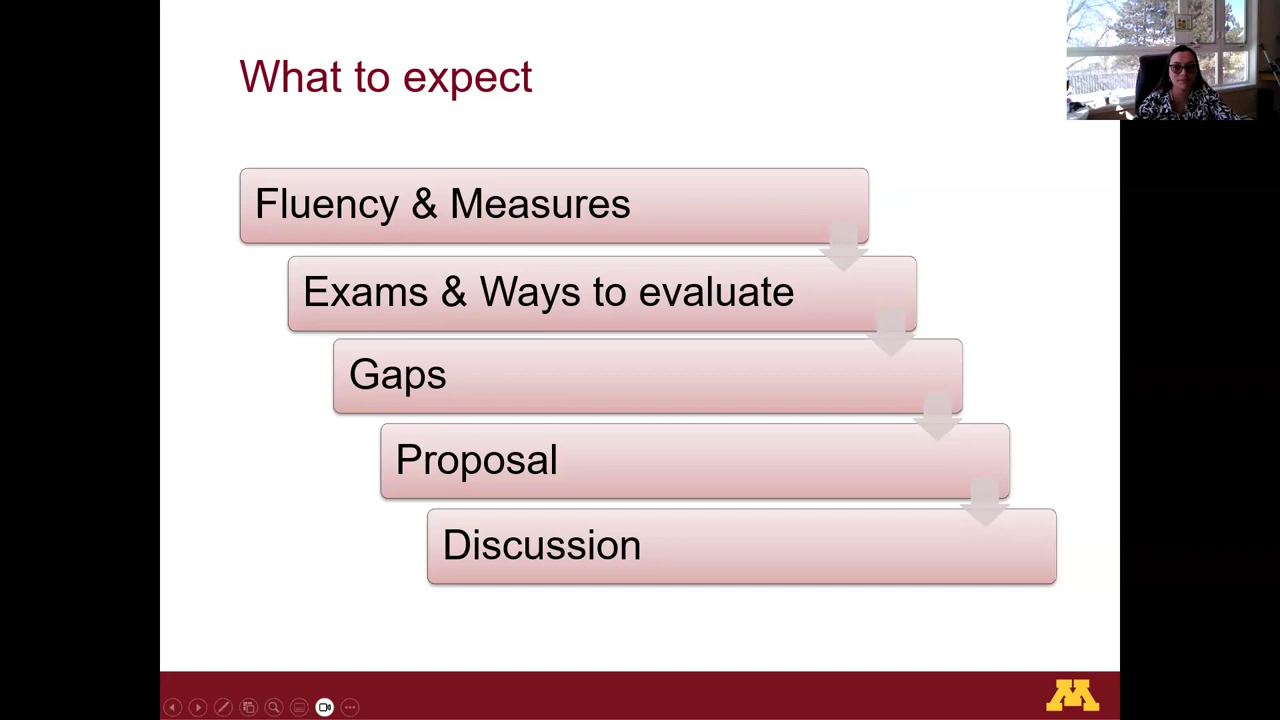 What to expect
Fluency & Measures
Exams & Ways to evaluate
Gaps
Proposal
Discussion
M